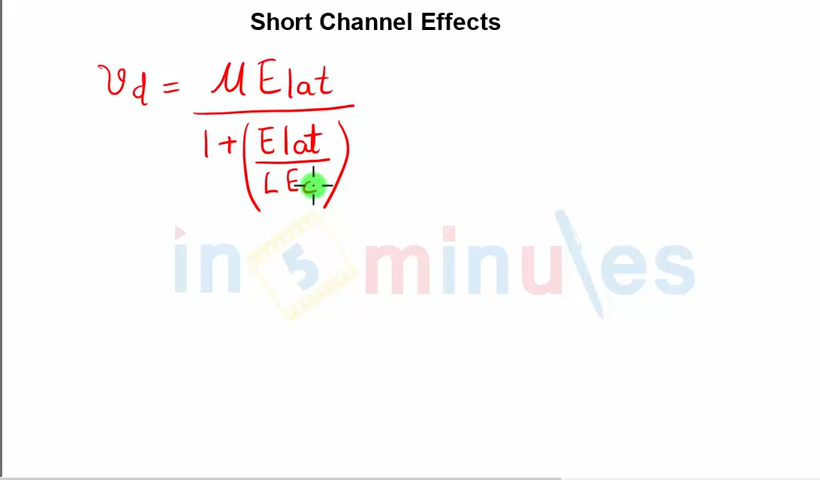 Short Channel Effects
υd = μ Elat
1 + (Elat
L Ec)
in 5 minutes